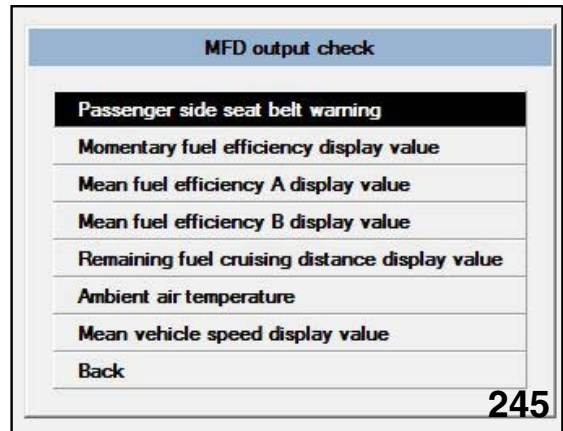 MFD output check
Passenger side seat belt warning
Momentary fuel efficiency display value
Mean fuel efficiency A display value
Mean fuel efficiency B display value
Remaining fuel cruising distance display value
Ambient air temperature
Mean vehicle speed display value
Back
245